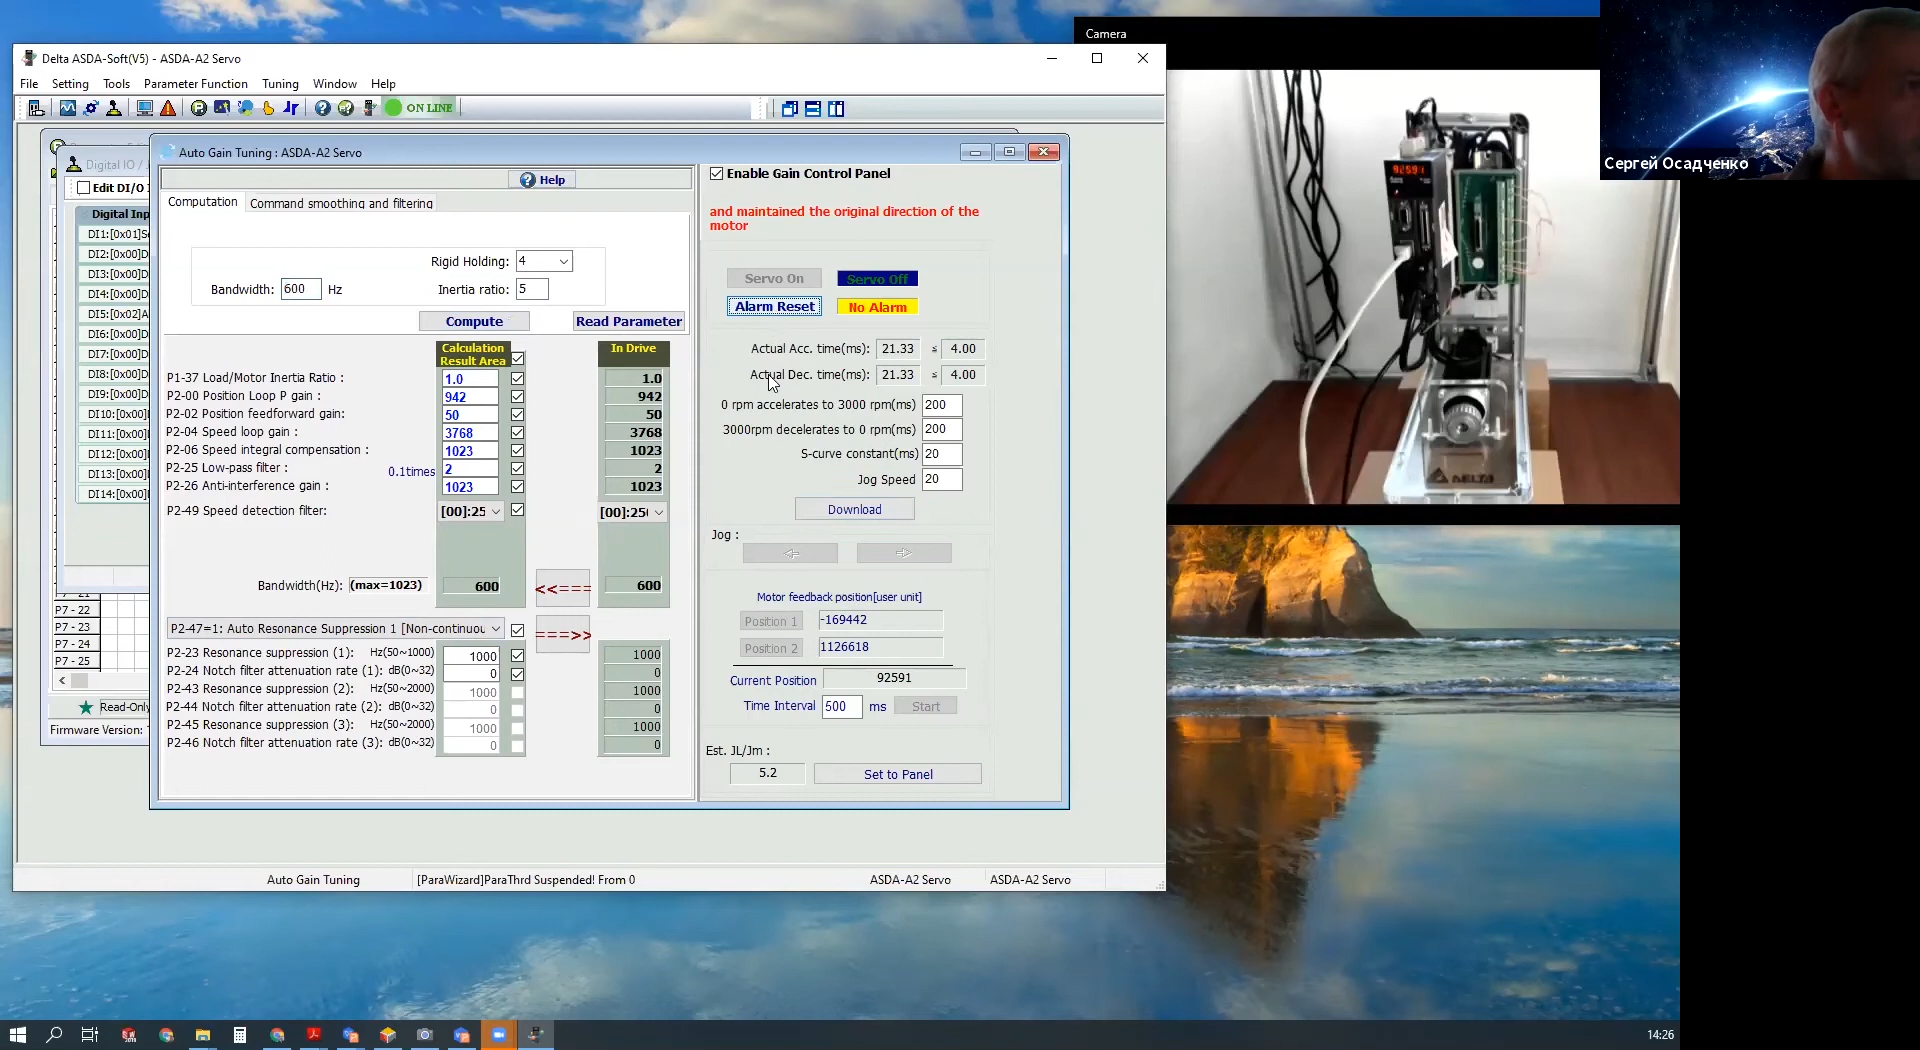 Delta ASDA-Soft(V5) - ASDA-A2 Servo
File Setting Tools Parameter Function Tuning Window Help
ON LINE
Digital IO /
Edit DI/O
Digital Inp
DI1:[0x01]S
DI2:[0x00]D
DI3:[0x00]D
DI4:[0x00]D
DI5:[0x02]A
DI6:[0x00]D
DI7:[0x00]D
DI8:[0x00]D
DI9:[0x00]D
DI10:[0x00]
DI11:[0x00]
DI12:[0x00]
DI13:[0x00]
DI14:[0x00]
P7 - 22
P7 - 23
P7 - 24
P7 - 25
Read-Only
Firmware Version:
Auto Gain Tuning : ASDA-A2 Servo
Help
Computation Command smoothing and filtering
Rigid Holding: 4
Bandwidth: 600 Hz Inertia ratio: 5
Compute Read Parameter
Calculation Result Area In Drive
P1-37 Load/Motor Inertia Ratio : 1.0 1.0
P2-00 Position Loop P gain : 942 942
P2-02 Position feedforward gain: 50 50
P2-04 Speed loop gain : 3768 3768
P2-06 Speed integral compensation : 1023 1023
P2-25 Low-pass filter : 0.1times 2 2
P2-26 Anti-interference gain : 1023 1023
P2-49 Speed detection filter: [00]:25 [00]:25
Bandwidth(Hz): (max=1023) 600 <<=== 600
P2-47=1: Auto Resonance Suppression 1 [Non-continuou ===>>
P2-23 Resonance suppression (1): Hz(50~1000) 1000 1000
P2-24 Notch filter attenuation rate (1): dB(0~32) 0 0
P2-43 Resonance suppression (2): Hz(50~2000) 1000 1000
P2-44 Notch filter attenuation rate (2): dB(0~32) 0 0
P2-45 Resonance suppression (3): Hz(50~2000) 1000 1000
P2-46 Notch filter attenuation rate (3): dB(0~32) 0 0
Enable Gain Control Panel
and maintained the original direction of the
motor
Servo On Servo Off
Alarm Reset No Alarm
Actual Acc. time(ms): 21.33 ≤ 4.00
Actual Dec. time(ms): 21.33 ≤ 4.00
0 rpm accelerates to 3000 rpm(ms) 200
3000rpm decelerates to 0 rpm(ms) 200
S-curve constant(ms) 20
Jog Speed 20
Download
Jog :
Motor feedback position[user unit]
Position 1 -169442
Position 2 1126618
Current Position 92591
Time Interval 500 ms Start
Est. JL/Jm :
5.2 Set to Panel
Auto Gain Tuning [ParaWizard]ParaThrd Suspended! From 0 ASDA-A2 Servo ASDA-A2 Servo
Camera
92591
DELTA
Сергей Осадченко
14:26